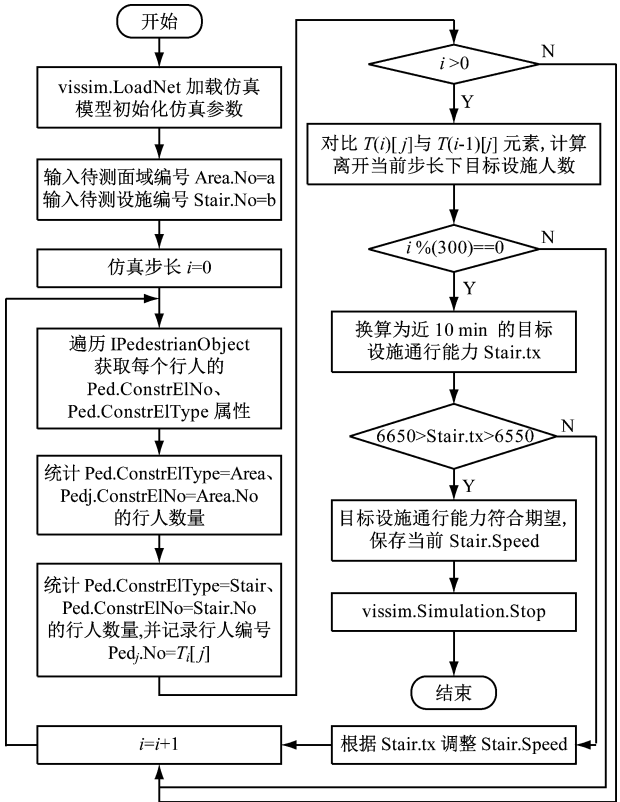 开始
vissim.LoadNet 加载仿真
模型初始化仿真参数
输入待测面域编号 Area.No=a
输入待测设施编号 Stair.No=b
仿真步长 i=0
遍历 IPedestrianObject
获取每个行人的
Ped.ConstrElNo、
Ped.ConstrElType 属性
统计 Ped.ConstrElType=Area、
Pedj.ConstrElNo=Area.No
的行人数量
统计 Ped.ConstrElType=Stair、
Ped.ConstrElNo=Stair.No
的行人数量,并记录行人编号
Pedj.No=Ti[j]
i=i+1
i>0
N
Y
对比 T(i)[j]与 T(i-1)[j] 元素,计算
离开当前步长下目标设施人数
i%(300)==0
N
Y
换算为近 10 min 的目标
设施通行能力 Stair.tx
6650>Stair.tx>6550
N
Y
目标设施通行能力符合期望,
保存当前 Stair.Speed
vissim.Simulation.Stop
结束
根据 Stair.tx 调整 Stair.Speed